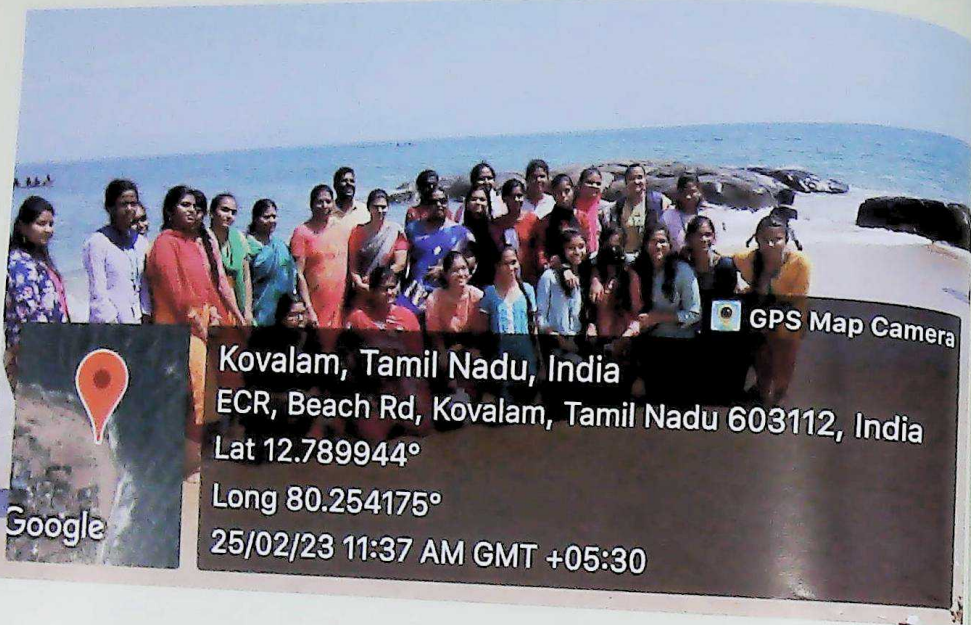 GPS Map Camera
Kovalam, Tamil Nadu, India
ECR, Beach Rd, Kovalam, Tamil Nadu 603112, India
Lat 12.789944°
Long 80.254175°
25/02/23 11:37 AM GMT +05:30
Google